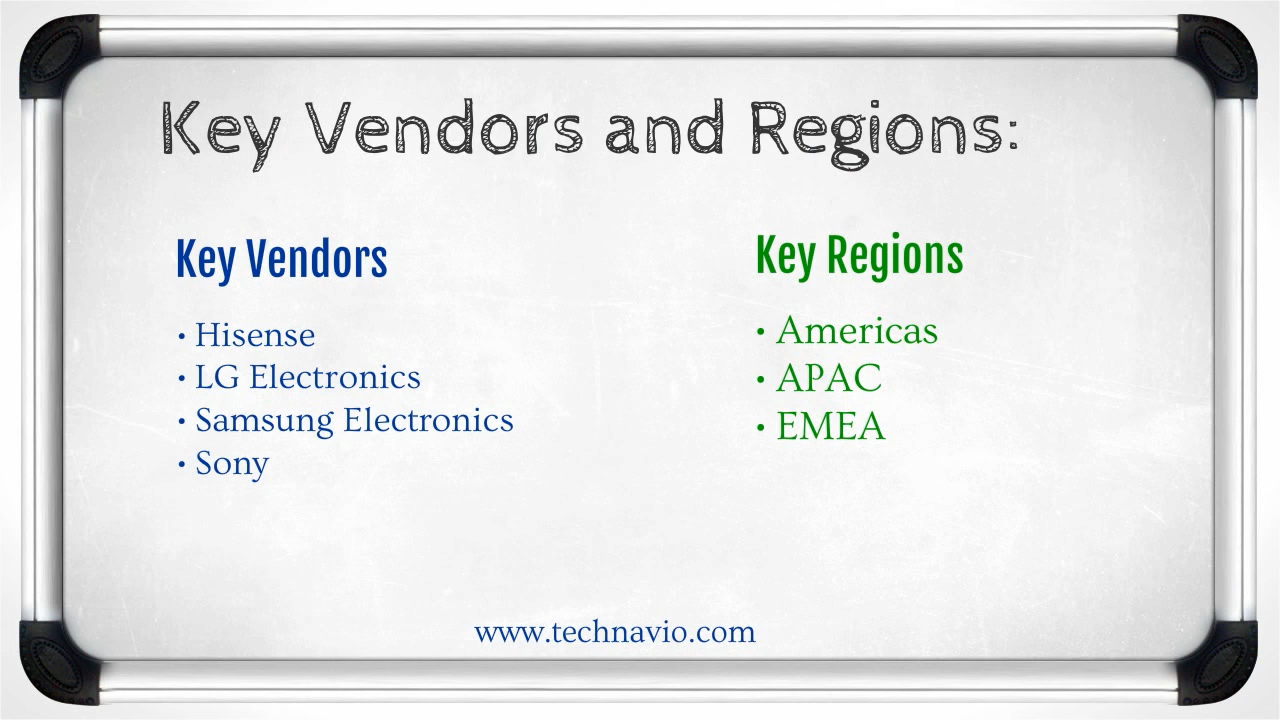 Key Vendors and Regions:
Key Vendors
• Hisense
• LG Electronics
• Samsung Electronics
• Sony
Key Regions
• Americas
• APAC
• EMEA
www.technavio.com